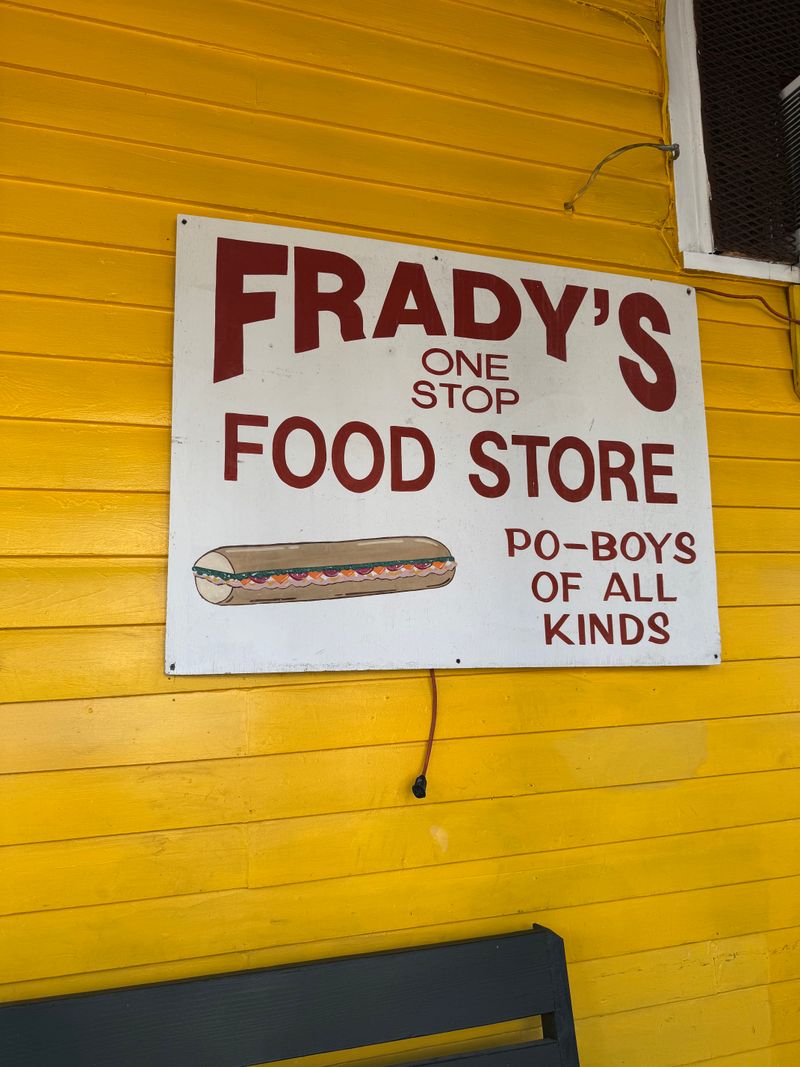 FRADY'S
ONE
STOP
FOOD STORE
PO-BOYS
OF ALL
KINDS